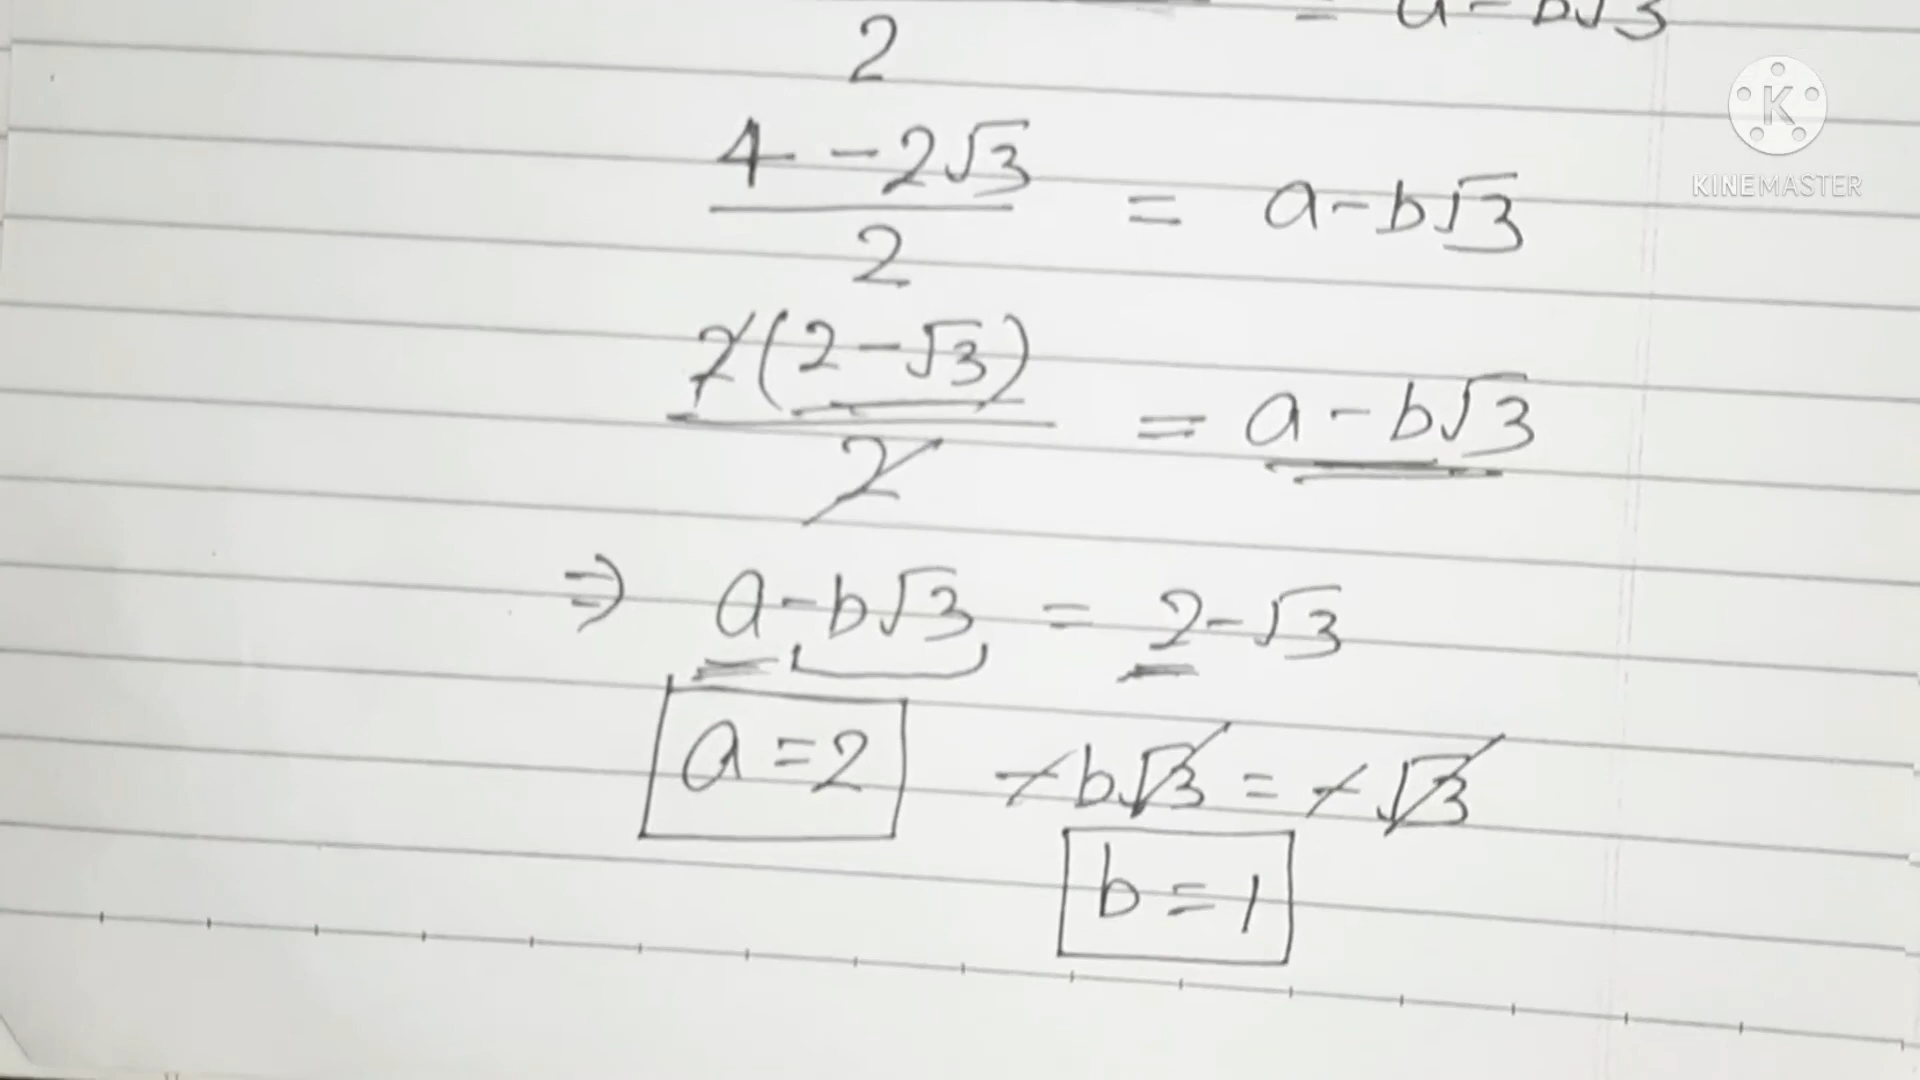 = a-b√3
2
4-2√3
= a-b√3
2
2(2-√3)
= a-b√3
2
⇒ a-b√3 = 2-√3
a=2 -b√3 = -√3
b=1
K
KINEMASTER